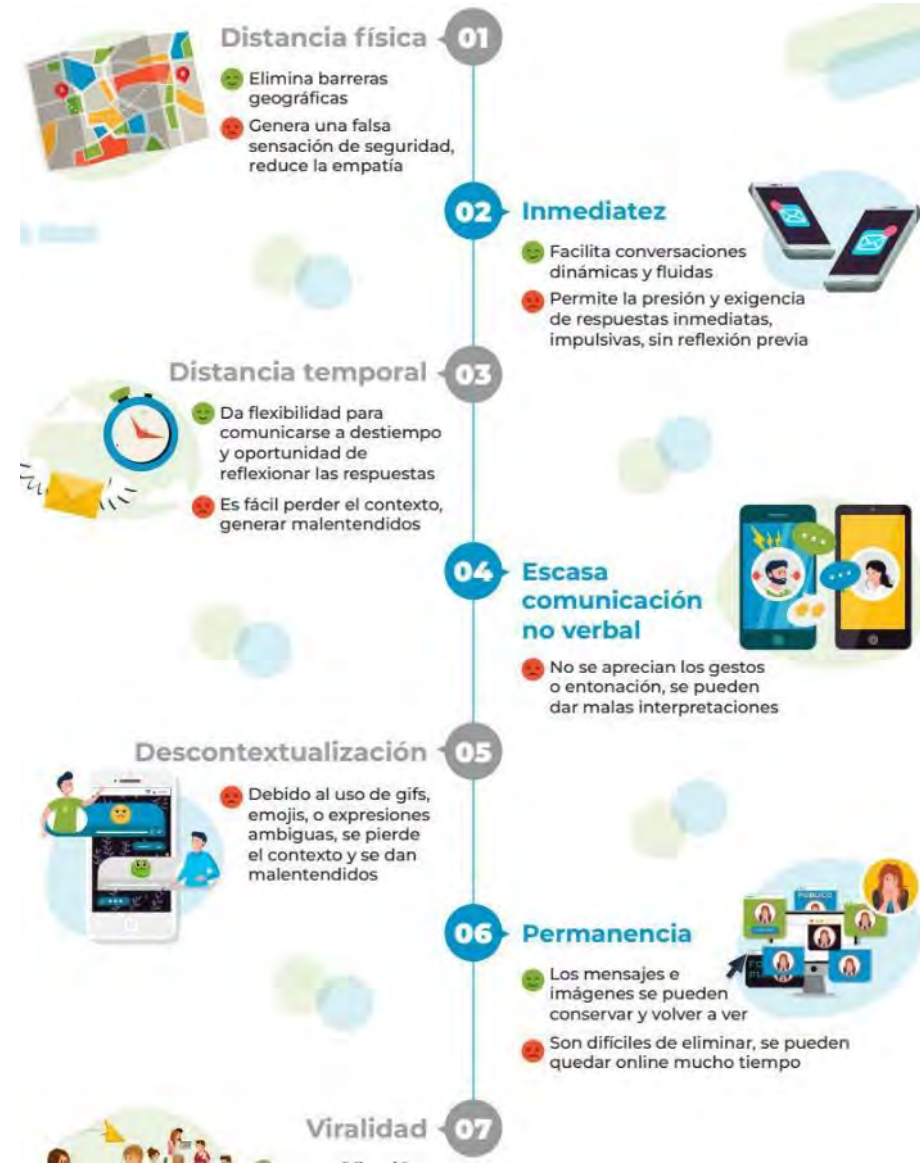 Distancia física 01
Elimina barreras
geográficas
Genera una falsa
sensación de seguridad,
reduce la empatía
02 Inmediatez
Facilita conversaciones
dinámicas y fluidas
Permite la presión y exigencia
de respuestas inmediatas,
impulsivas, sin reflexión previa
Distancia temporal 03
Da flexibilidad para
comunicarse a destiempo
y oportunidad de
reflexionar las respuestas
Es fácil perder el contexto,
generar malentendidos
04 Escasa
comunicación
no verbal
No se aprecian los gestos
o entonación, se pueden
dar malas interpretaciones
Descontextualización 05
Debido al uso de gifs,
emojis, o expresiones
ambiguas, se pierde
el contexto y se dan
malentendidos
PÚBLICO
06 Permanencia
Los mensajes e
imágenes se pueden
conservar y volver a ver
Son difíciles de eliminar, se pueden
quedar online mucho tiempo
Viralidad 07